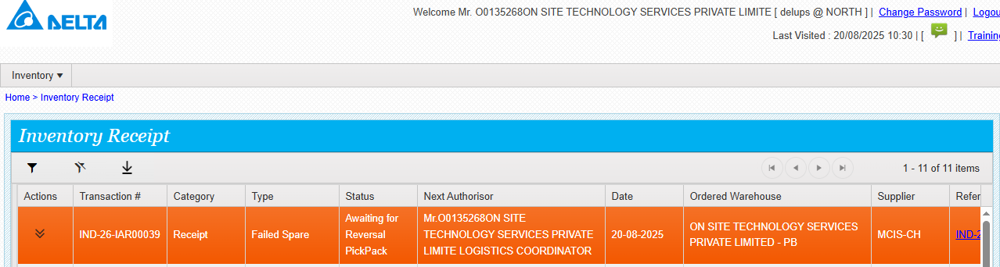 DELTA
Welcome Mr. O0135268ON SITE TECHNOLOGY SERVICES PRIVATE LIMITE [ delups @ NORTH ] | Change Password | Logou
Last Visited : 20/08/2025 10:30 | [ ] | Training
Inventory
Home > Inventory Receipt
Inventory Receipt
1 - 11 of 11 items
Actions Transaction # Category Type Status Next Authorisor Date Ordered Warehouse Supplier Refer
IND-26-IAR00039 Receipt Failed Spare Awaiting for Reversal PickPack Mr.O0135268ON SITE TECHNOLOGY SERVICES PRIVATE LIMITE LOGISTICS COORDINATOR 20-08-2025 ON SITE TECHNOLOGY SERVICES PRIVATE LIMITED - PB MCIS-CH IND-2